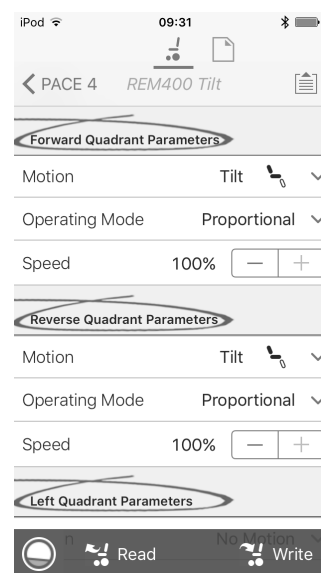 iPod 09:31
PACE 4 REM400 Tilt
Forward Quadrant Parameters
Motion Tilt
Operating Mode Proportional
Speed 100% − +
Reverse Quadrant Parameters
Motion Tilt
Operating Mode Proportional
Speed 100% − +
Left Quadrant Parameters
No Motion
Read Write